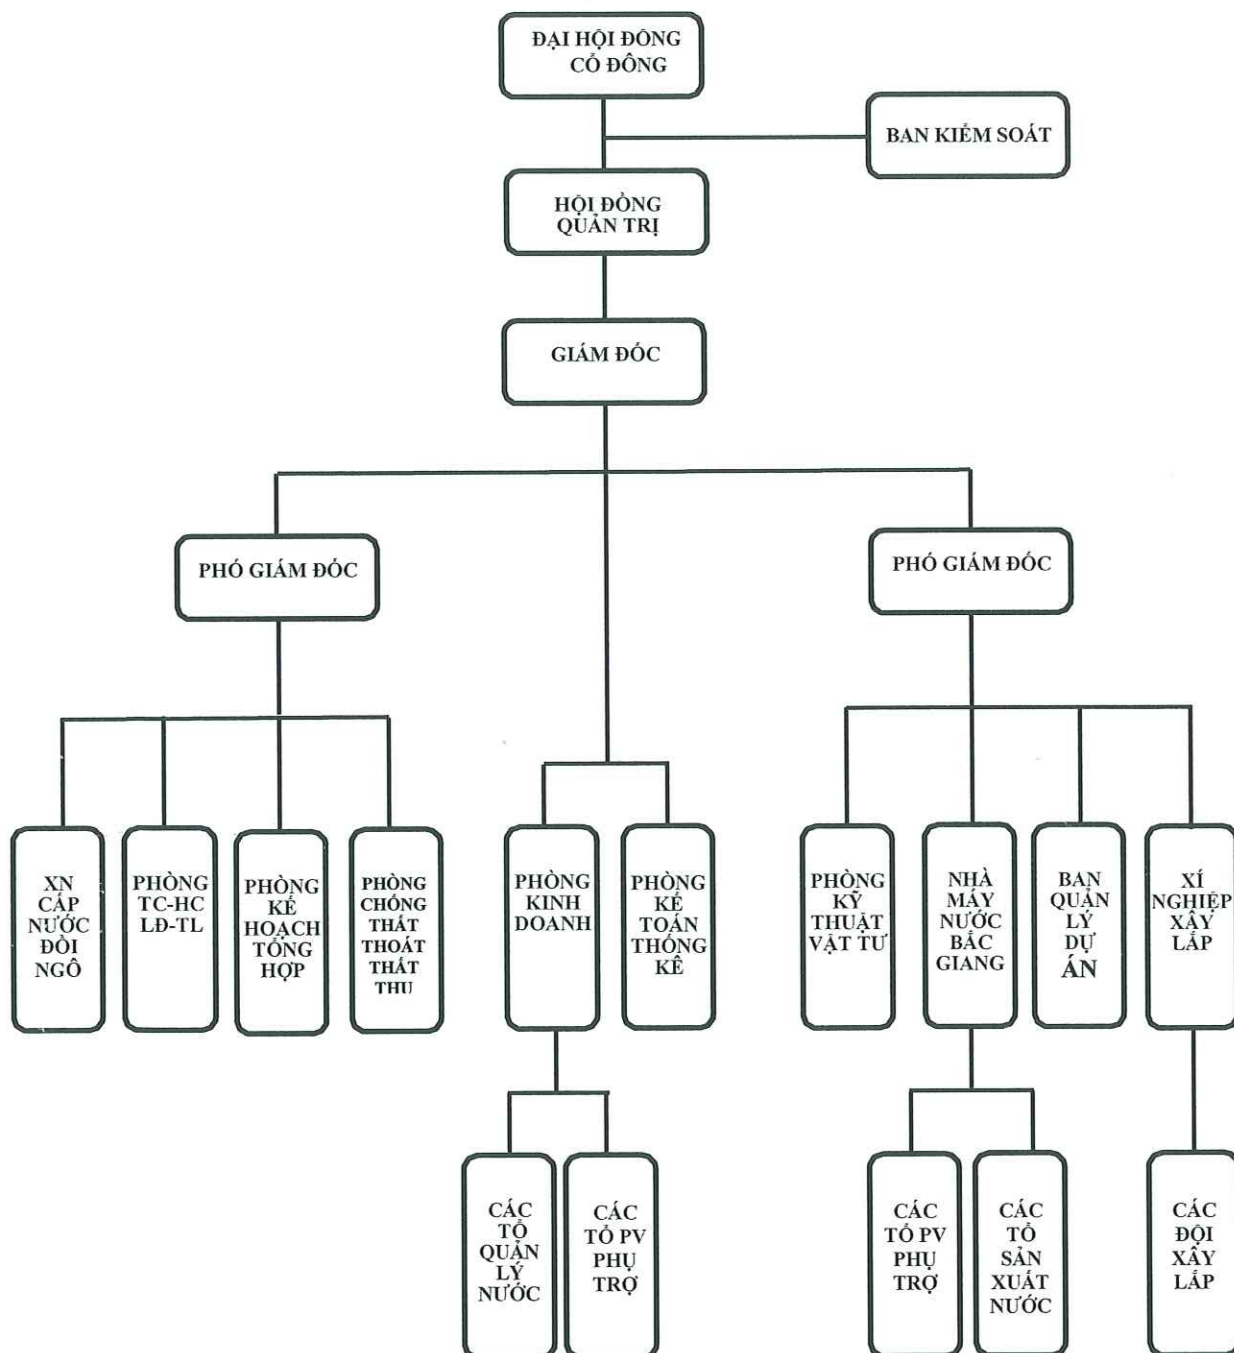 ĐẠI HỘI ĐỒNG
CỔ ĐÔNG
BAN KIỂM SOÁT
HỘI ĐỒNG
QUẢN TRỊ
GIÁM ĐỐC
PHÓ GIÁM ĐỐC
PHÓ GIÁM ĐỐC
XN
CẤP
NƯỚC
ĐỒI
NGÔ
PHÒNG
TC-HC
LĐ-TL
PHÒNG
KẾ
HOẠCH
TỔNG
HỢP
PHÒNG
CHỐNG
THẤT
THOÁT
THẤT
THU
PHÒNG
KINH
DOANH
PHÒNG
KẾ
TOÁN
THỐNG
KÊ
PHÒNG
KỸ
THUẬT
VẬT TƯ
NHÀ
MÁY
NƯỚC
BẮC
GIANG
BAN
QUẢN
LÝ
DỰ
ÁN
XÍ
NGHIỆP
XÂY
LẮP
CÁC
TỔ
QUẢN
LÝ
NƯỚC
CÁC
TỔ PV
PHỤ
TRỢ
CÁC
TỔ PV
PHỤ
TRỢ
CÁC
TỔ
SẢN
XUẤT
NƯỚC
CÁC
ĐỘI
XÂY
LẮP